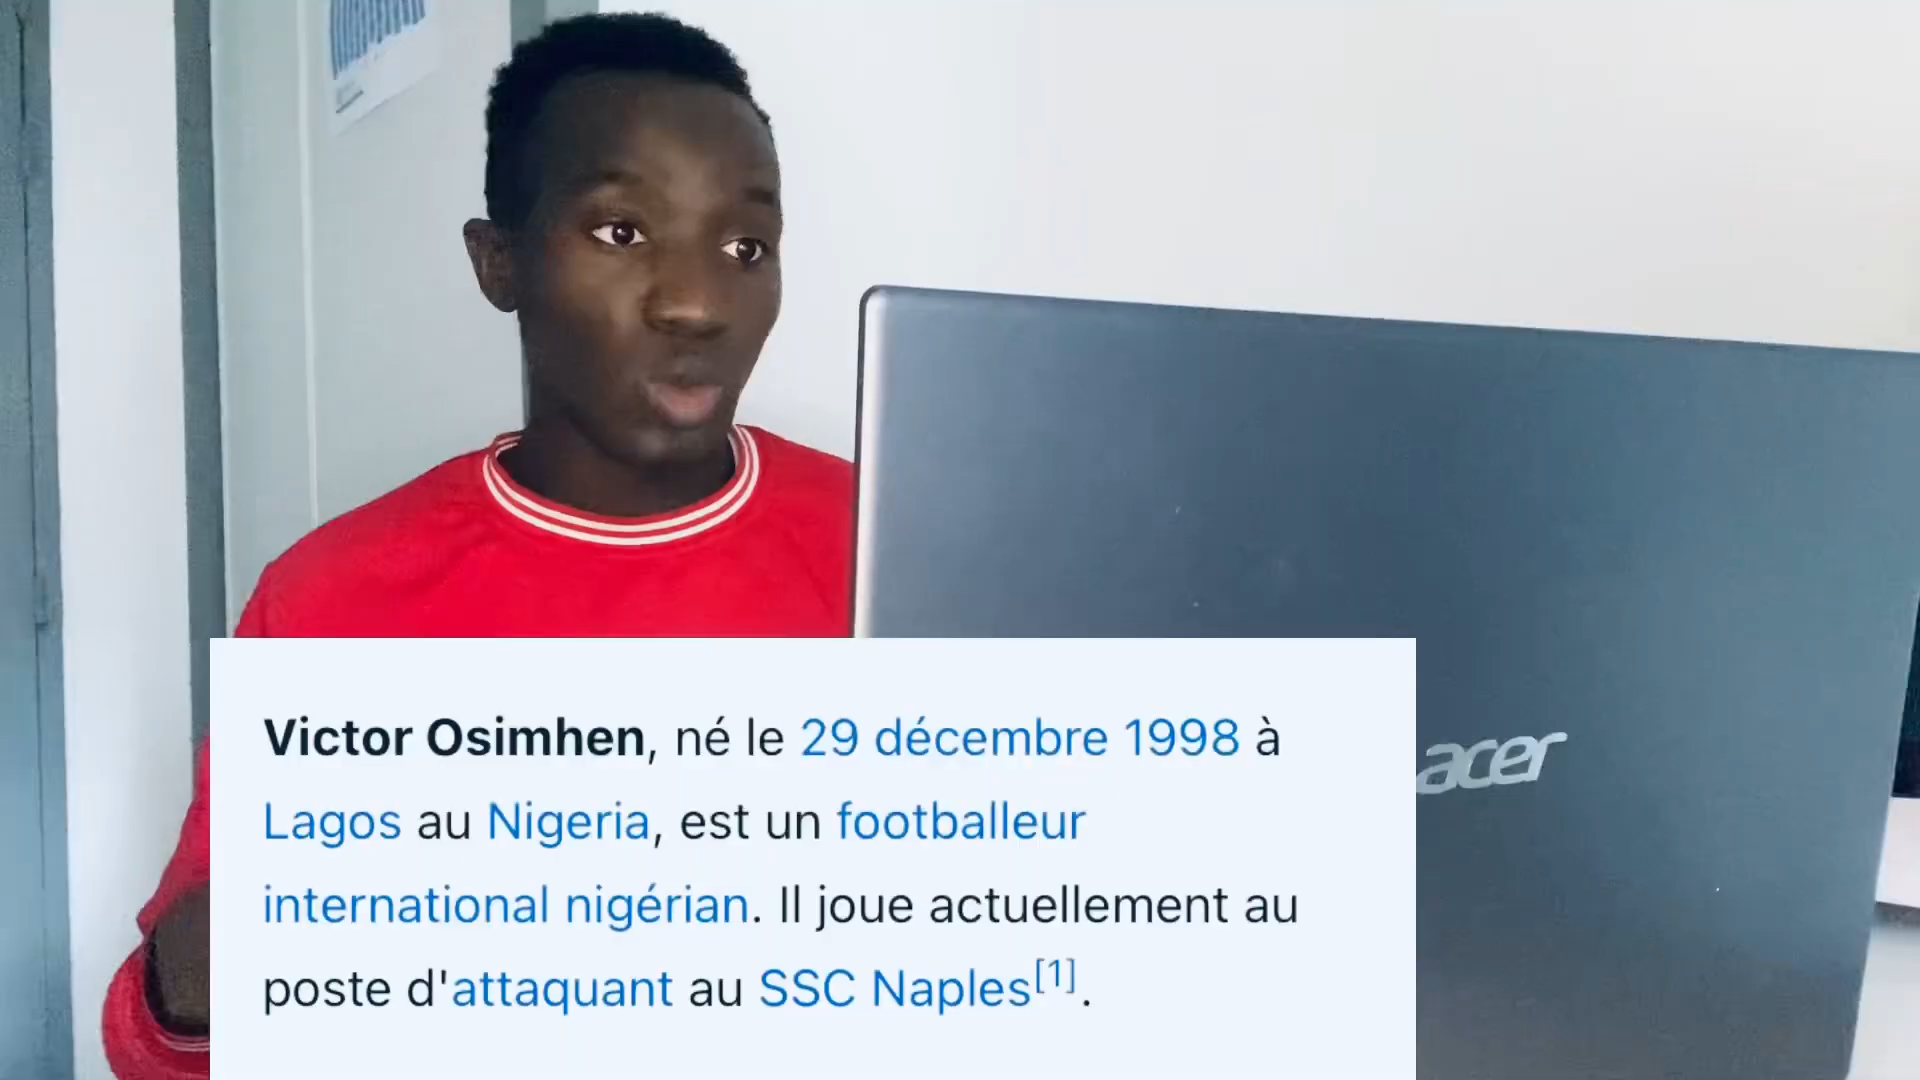 Victor Osimhen, né le 29 décembre 1998 à
Lagos au Nigeria, est un footballeur
international nigérian. Il joue actuellement au
poste d'attaquant au SSC Naples[1].
acer